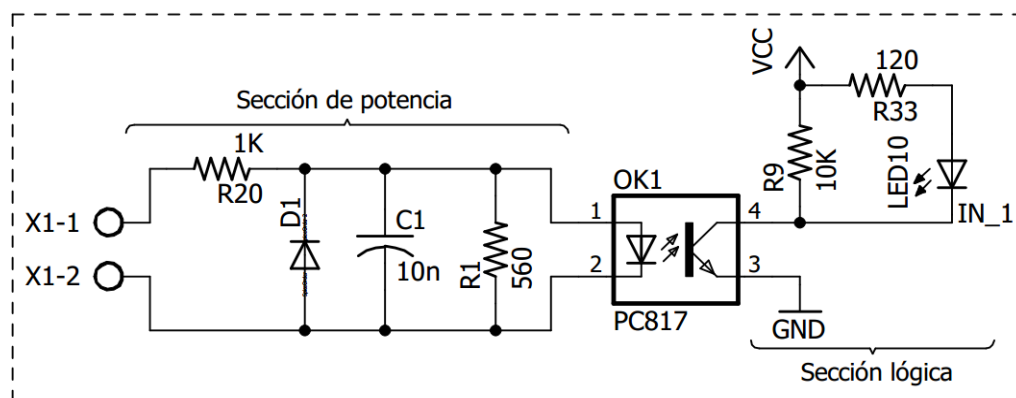 VCC
120
R33
Sección de potencia
1K
R20
R9
10K
LED10
OK1
X1-1
D1
C1
1
4
IN_1
X1-2
10n
R1
560
2
3
PC817
GND
Sección lógica